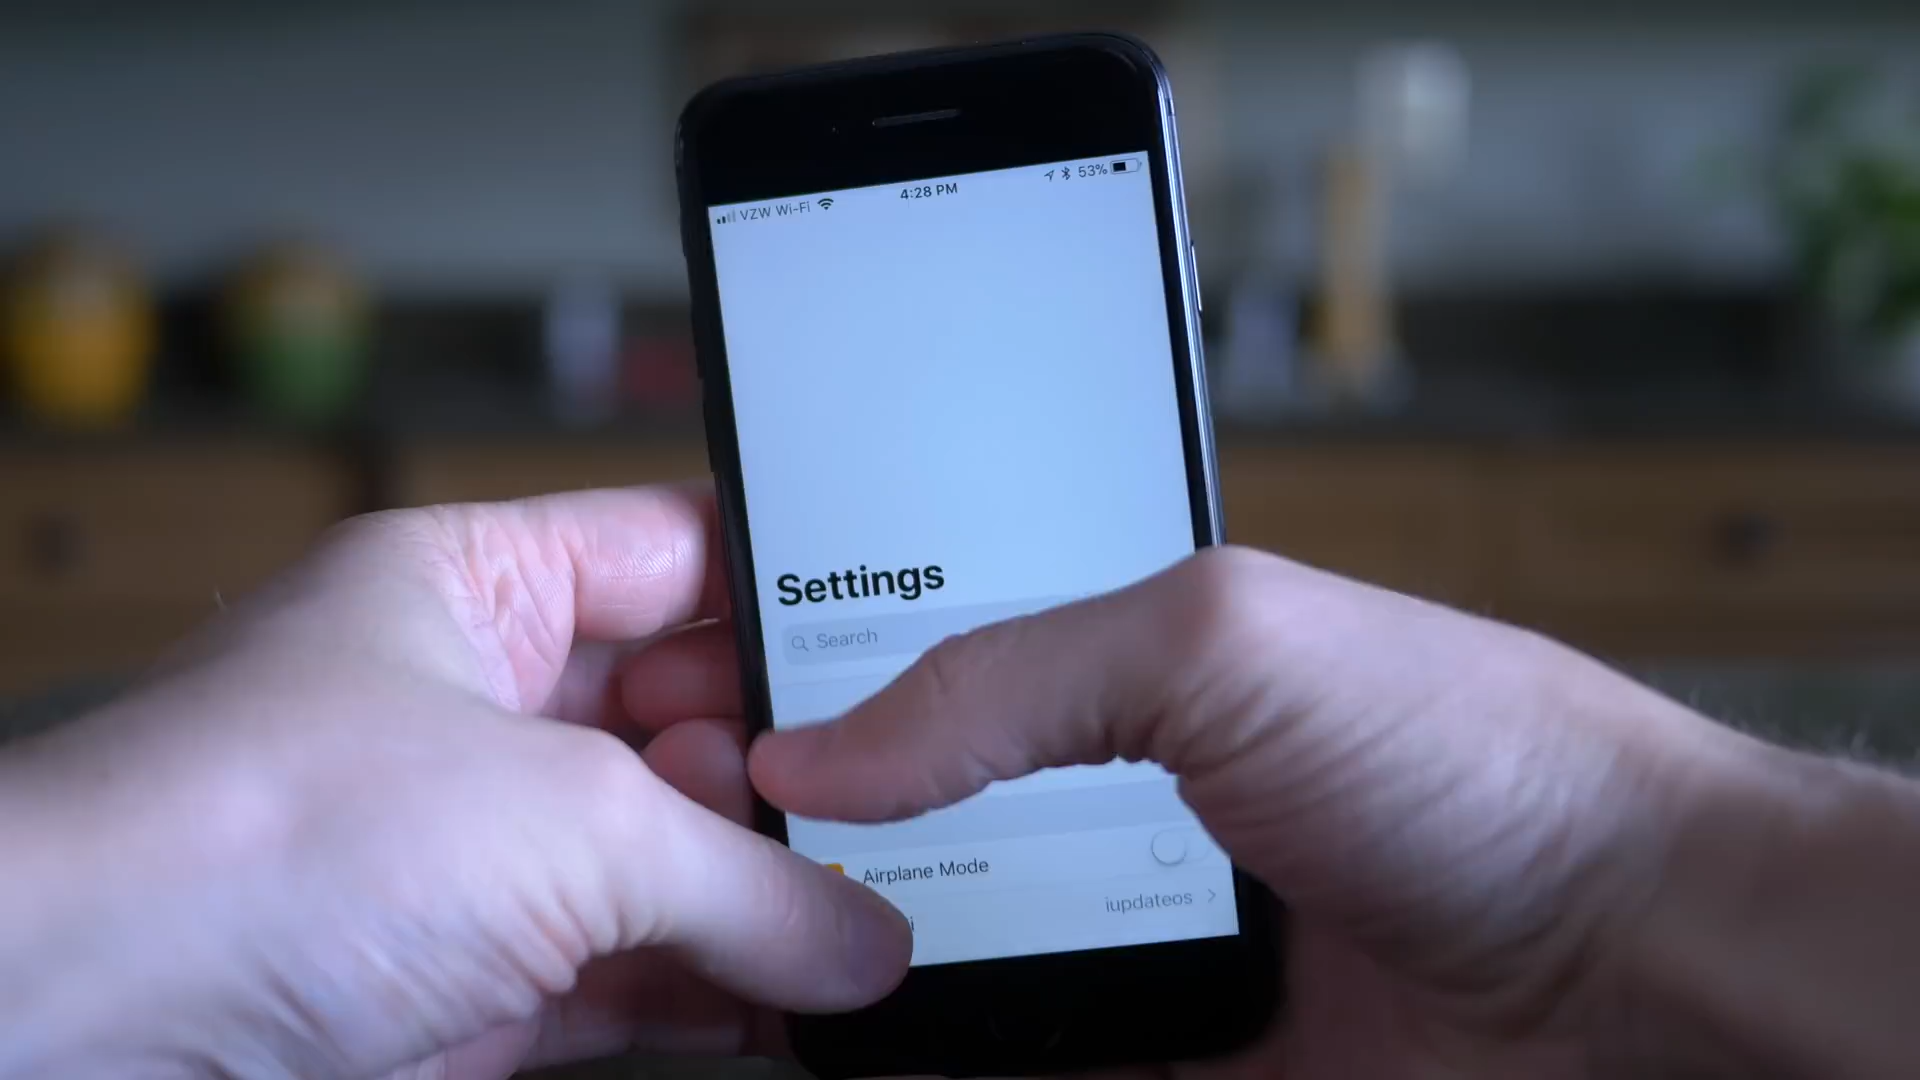 VZW Wi-Fi 4:28 PM 53%
Settings
Search
Airplane Mode
iupdateos